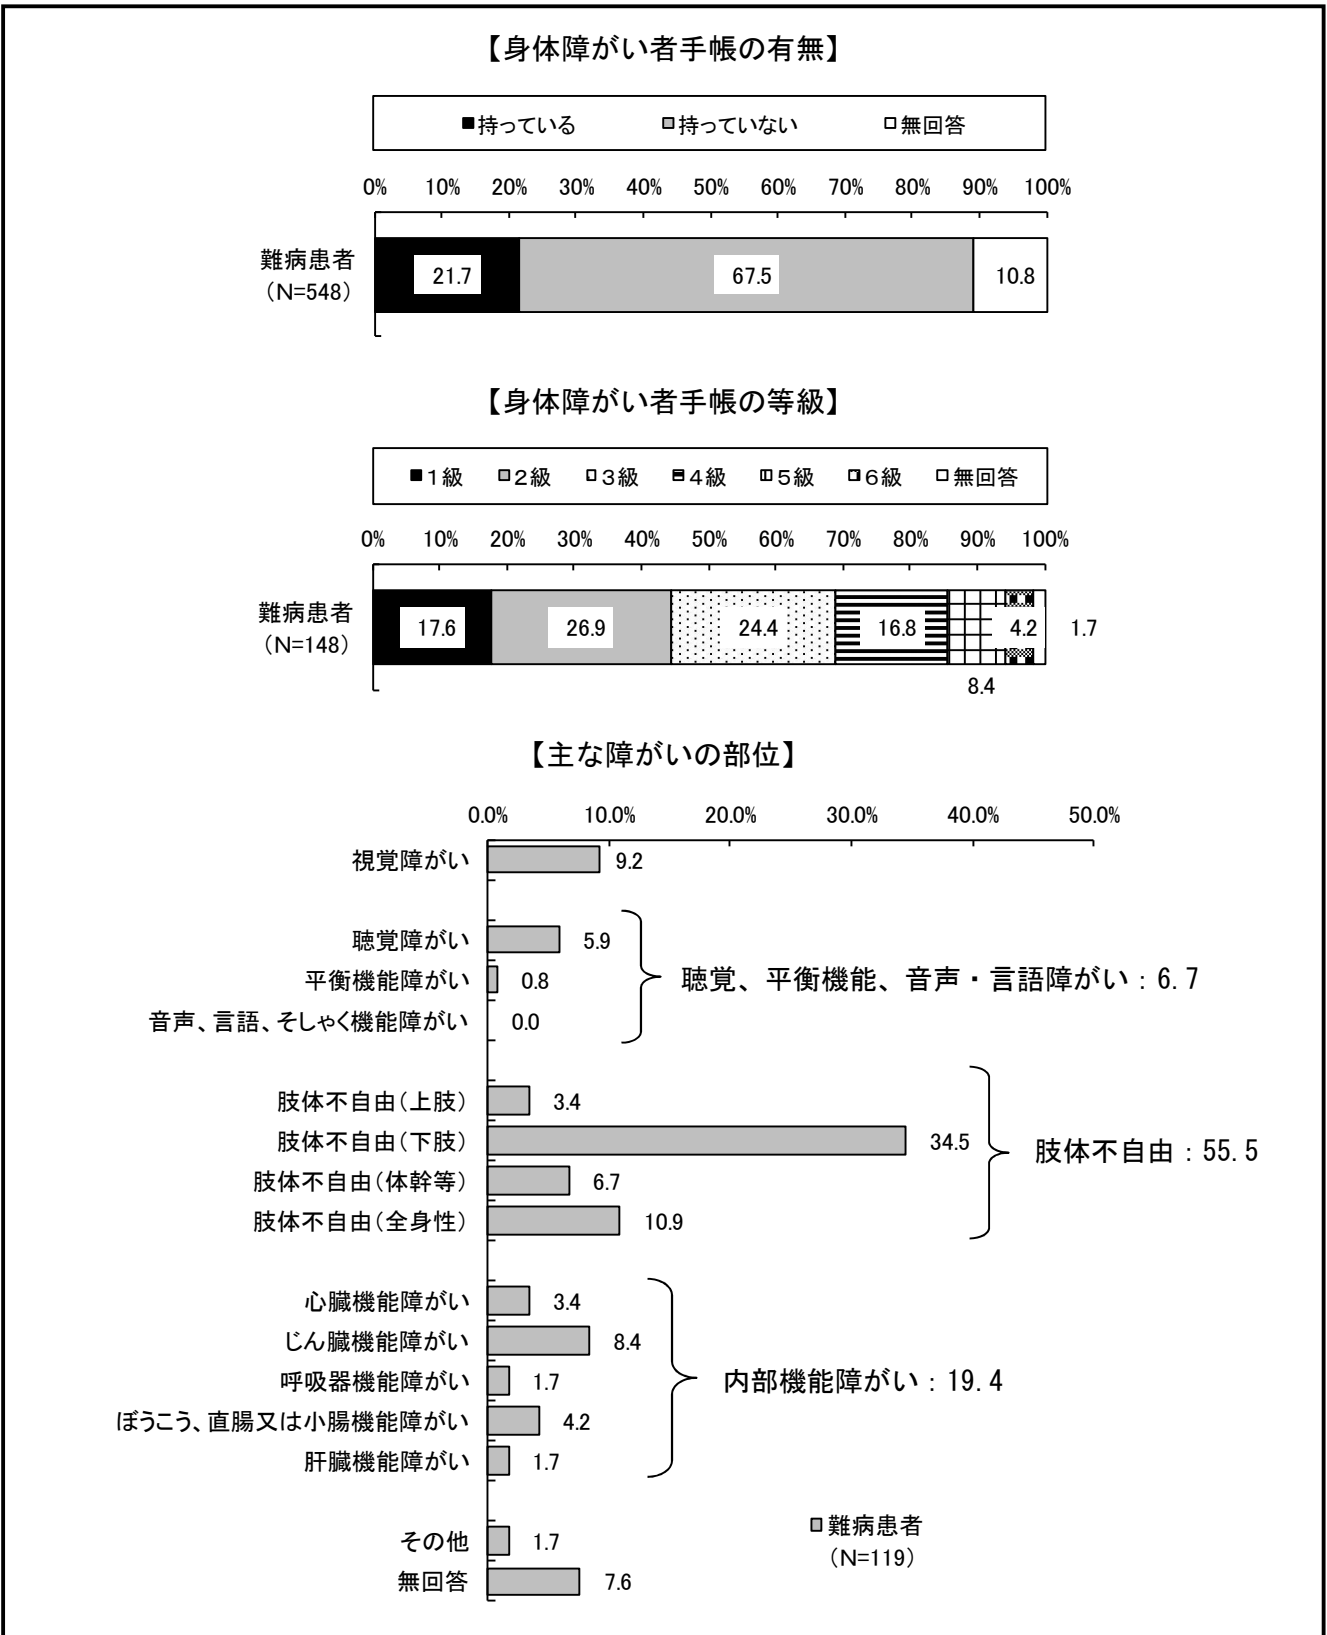 【身体障がい者手帳の有無】
■持っている ■持っていない □無回答
0% 10% 20% 30% 40% 50% 60% 70% 80% 90% 100%
難病患者
（N=548）
21.7 67.5 10.8
【身体障がい者手帳の等級】
■1級 ■2級 □3級 4級 5級 6級 □無回答
0% 10% 20% 30% 40% 50% 60% 70% 80% 90% 100%
難病患者
（N=148）
17.6 26.9 24.4 16.8 4.2 1.7
8.4
【主な障がいの部位】
0.0% 10.0% 20.0% 30.0% 40.0% 50.0%
視覚障がい 9.2
聴覚障がい 5.9
平衡機能障がい 0.8
聴覚、平衡機能、音声・言語障がい：6.7
音声、言語、そしゃく機能障がい 0.0
肢体不自由（上肢） 3.4
肢体不自由（下肢） 34.5
肢体不自由：55.5
肢体不自由（体幹等） 6.7
肢体不自由（全身性） 10.9
心臓機能障がい 3.4
じん臓機能障がい 8.4
呼吸器機能障がい 1.7
内部機能障がい：19.4
ぼうこう、直腸又は小腸機能障がい 4.2
肝臓機能障がい 1.7
その他 1.7
無回答 7.6
■難病患者
（N=119）